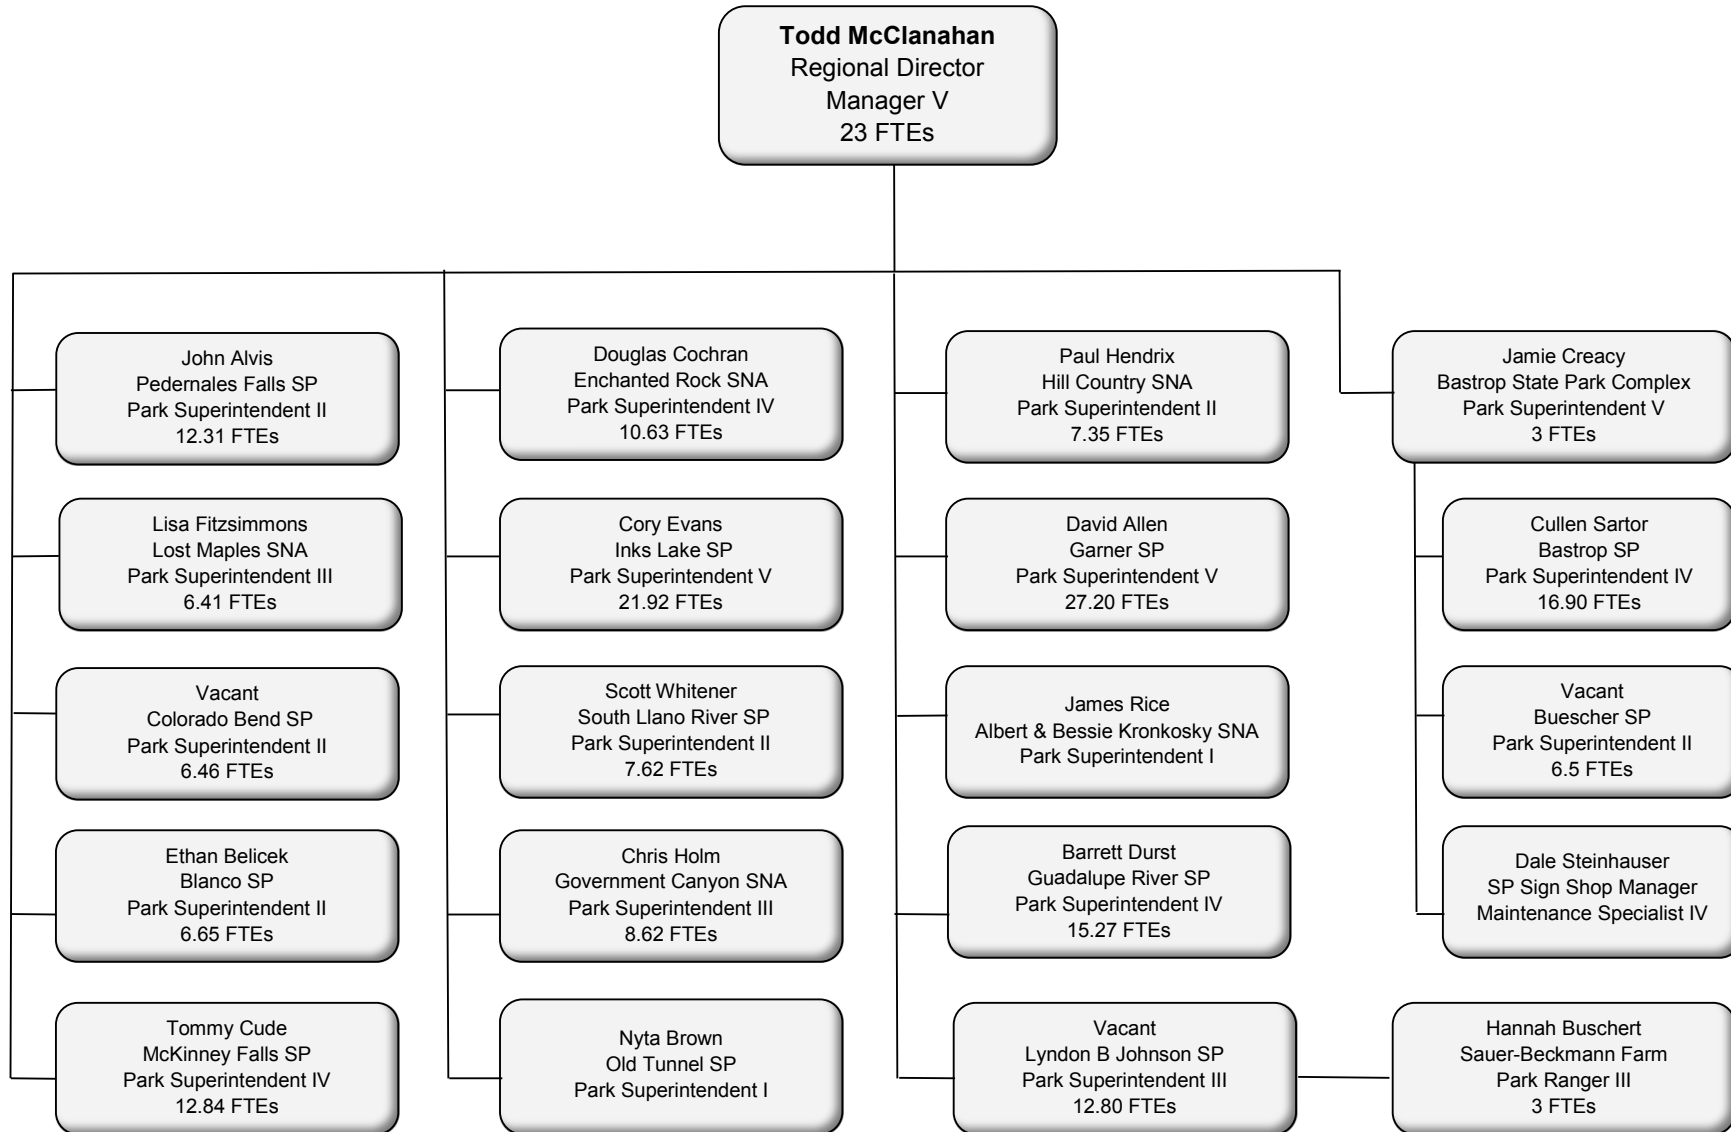 Todd McClanahan
Regional Director
Manager V
23 FTEs
John Alvis
Pedernales Falls SP
Park Superintendent II
12.31 FTEs
Lisa Fitzsimmons
Lost Maples SNA
Park Superintendent III
6.41 FTEs
Vacant
Colorado Bend SP
Park Superintendent II
6.46 FTEs
Ethan Belicek
Blanco SP
Park Superintendent II
6.65 FTEs
Tommy Cude
McKinney Falls SP
Park Superintendent IV
12.84 FTEs
Douglas Cochran
Enchanted Rock SNA
Park Superintendent IV
10.63 FTEs
Cory Evans
Inks Lake SP
Park Superintendent V
21.92 FTEs
Scott Whitener
South Llano River SP
Park Superintendent II
7.62 FTEs
Chris Holm
Government Canyon SNA
Park Superintendent III
8.62 FTEs
Nyta Brown
Old Tunnel SP
Park Superintendent I
Paul Hendrix
Hill Country SNA
Park Superintendent II
7.35 FTEs
David Allen
Garner SP
Park Superintendent V
27.20 FTEs
James Rice
Albert & Bessie Kronkosky SNA
Park Superintendent I
Barrett Durst
Guadalupe River SP
Park Superintendent IV
15.27 FTEs
Vacant
Lyndon B Johnson SP
Park Superintendent III
12.80 FTEs
Jamie Creacy
Bastrop State Park Complex
Park Superintendent V
3 FTEs
Cullen Sartor
Bastrop SP
Park Superintendent IV
16.90 FTEs
Vacant
Buescher SP
Park Superintendent II
6.5 FTEs
Dale Steinhauser
SP Sign Shop Manager
Maintenance Specialist IV
Hannah Buschert
Sauer-Beckmann Farm
Park Ranger III
3 FTEs